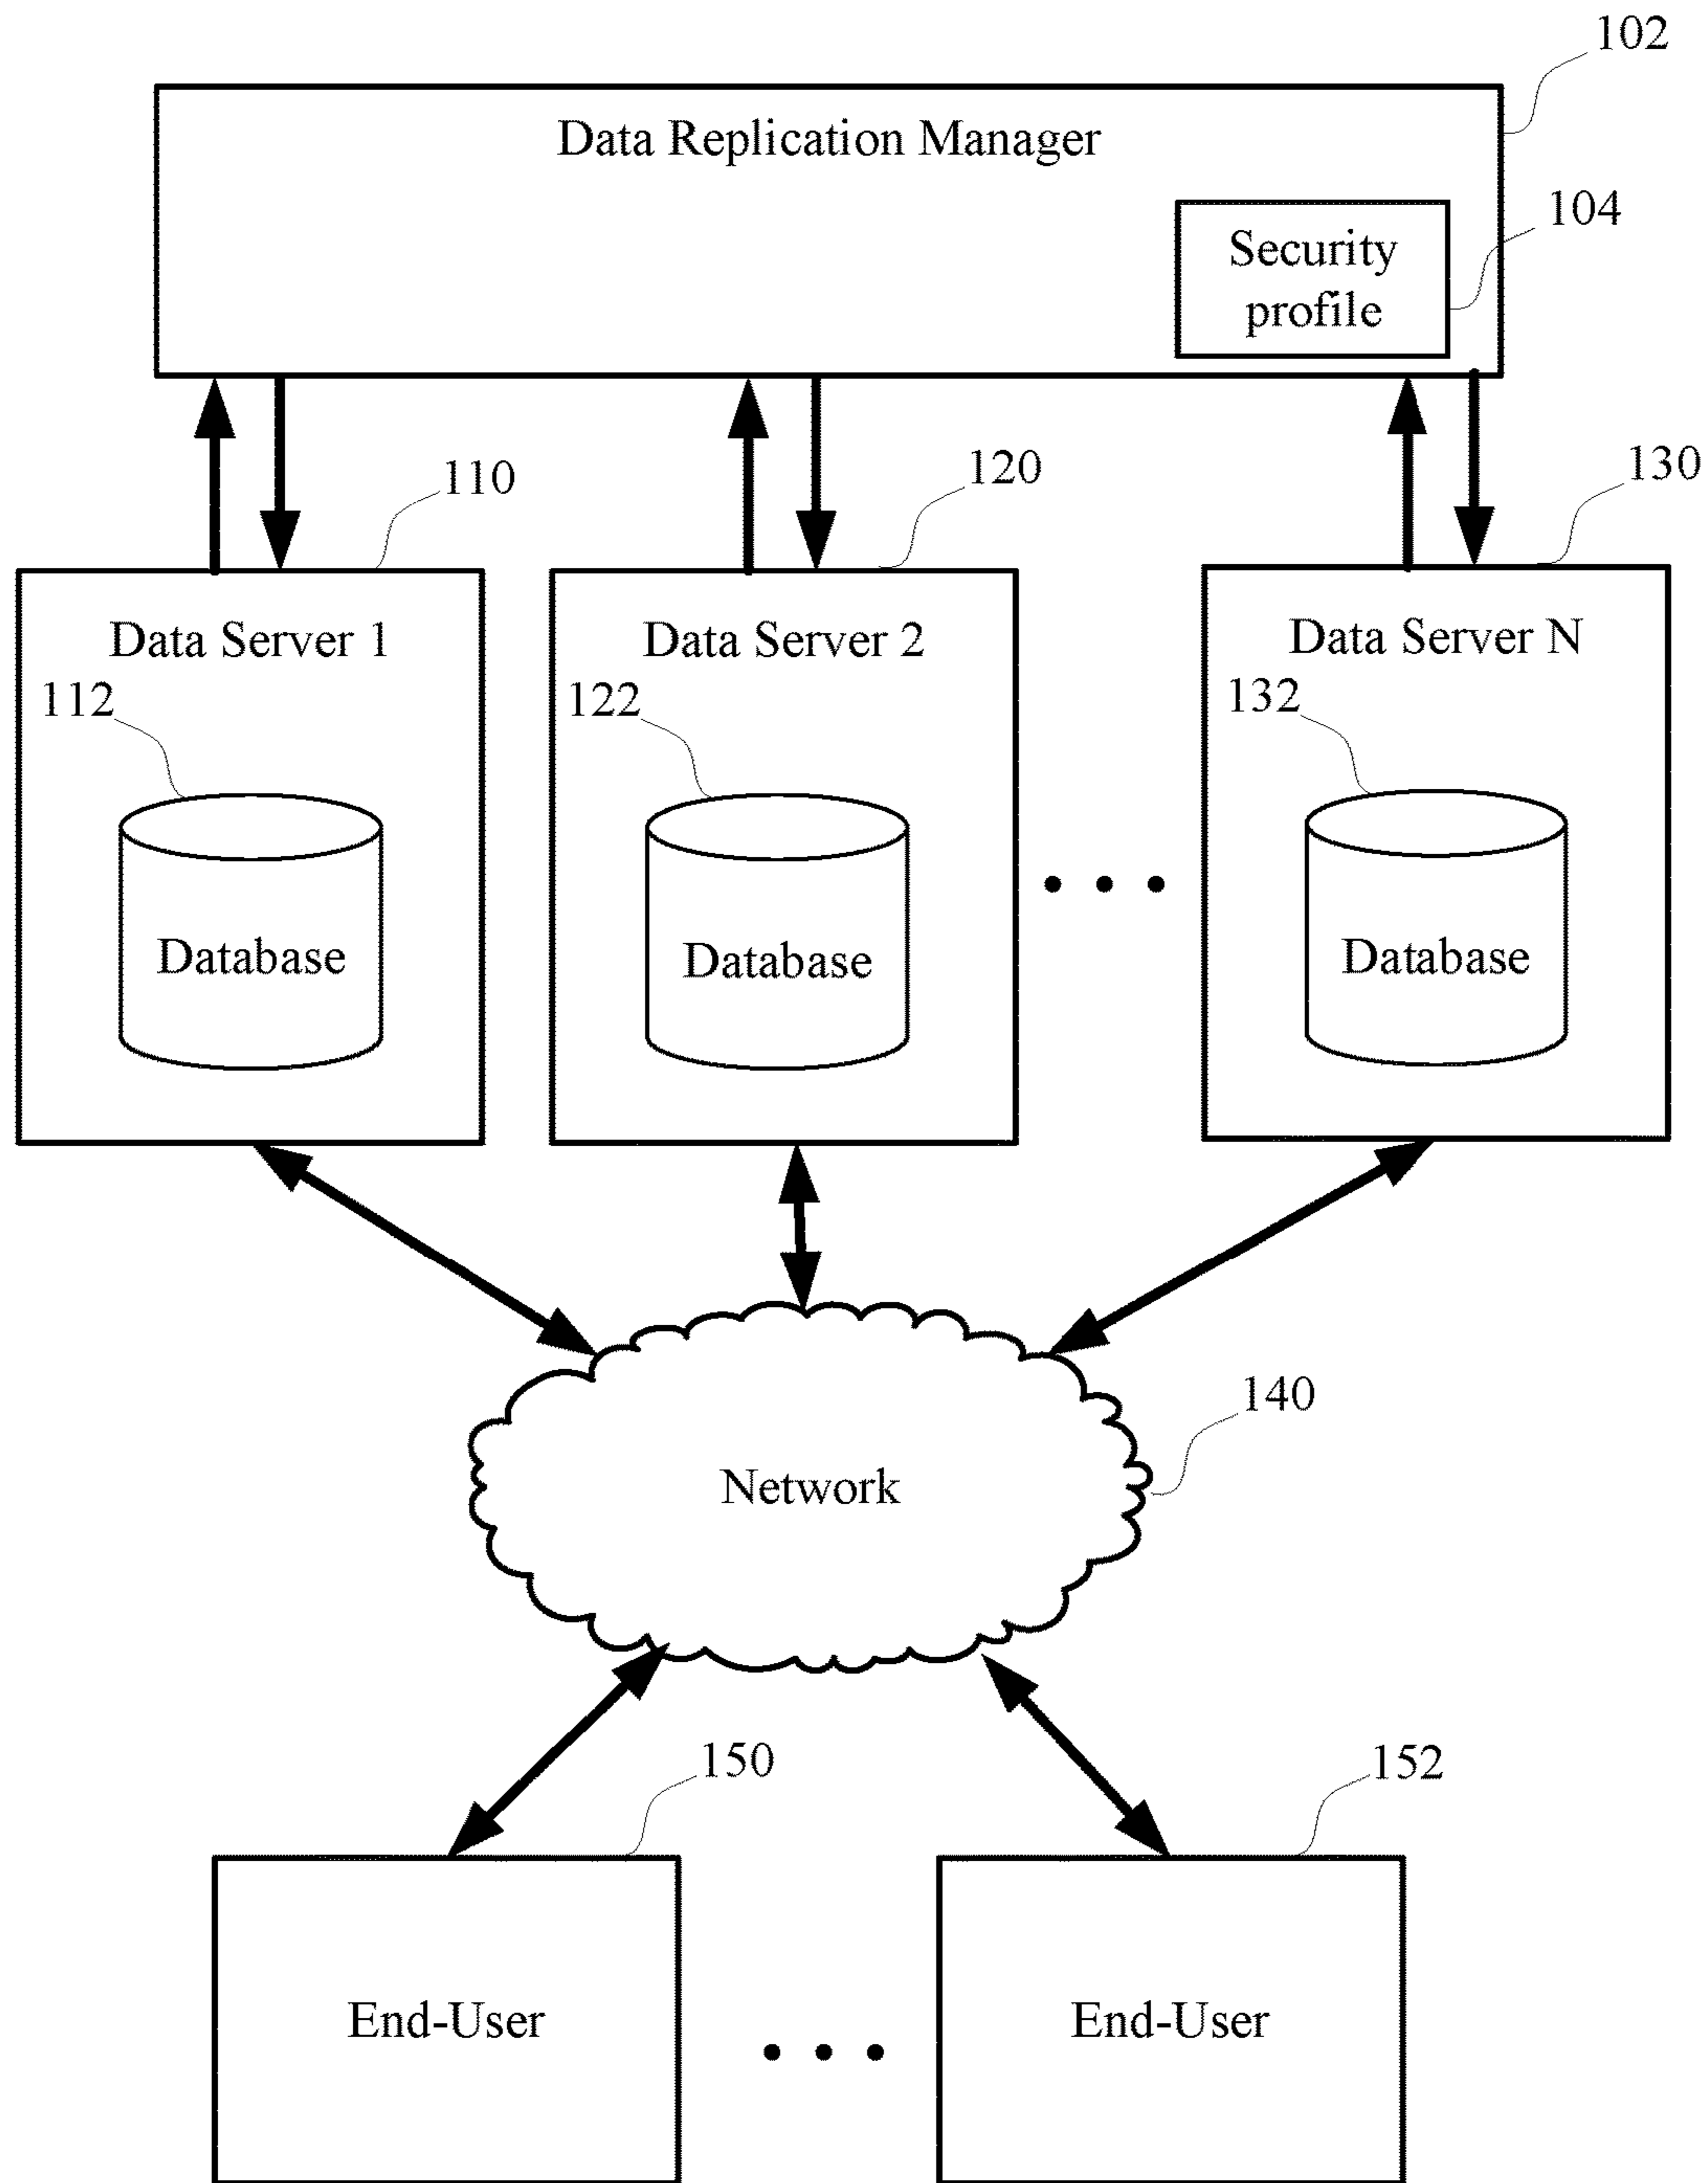 102
Data Replication Manager
104
Security
profile
110
120
130
Data Server 1
Data Server 2
Data Server N
112
122
132
Database
Database
Database
140
Network
150
152
End-User
End-User